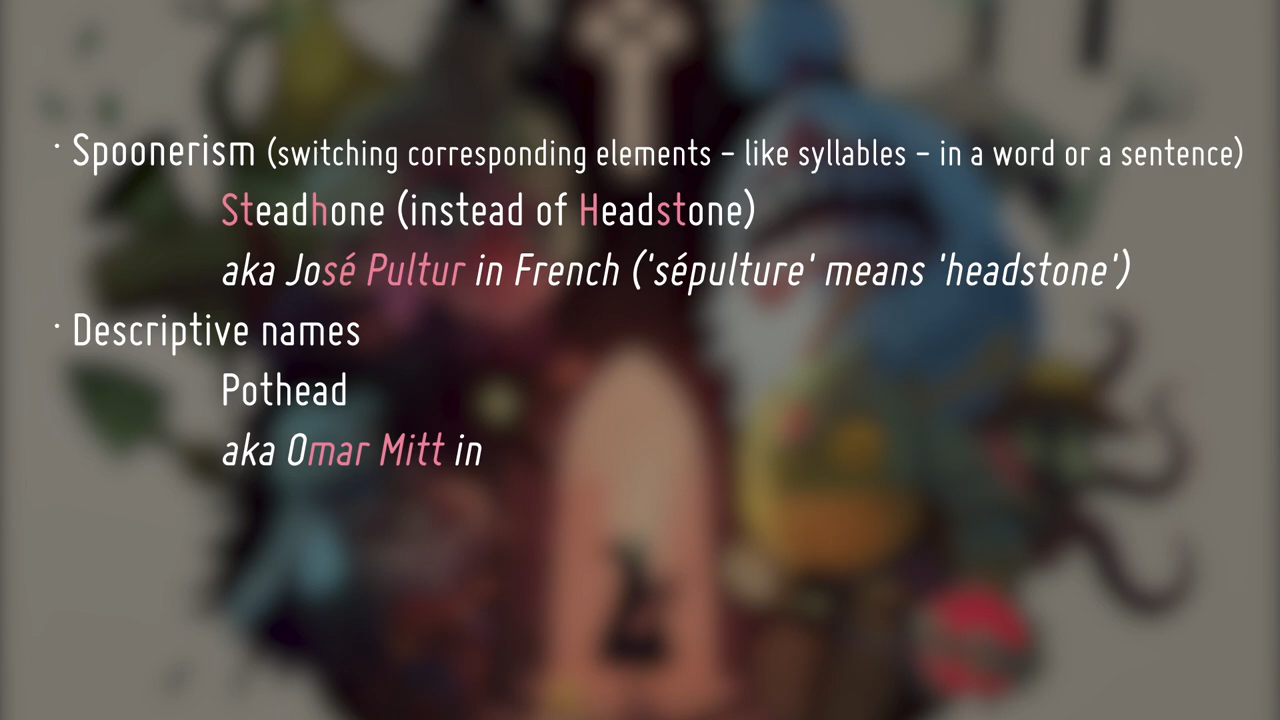 · Spoonerism (switching corresponding elements – like syllables – in a word or a sentence)
Steadhone (instead of Headstone)
aka José Pultur in French ('sépulture' means 'headstone')
· Descriptive names
Pothead
aka Omar Mitt in